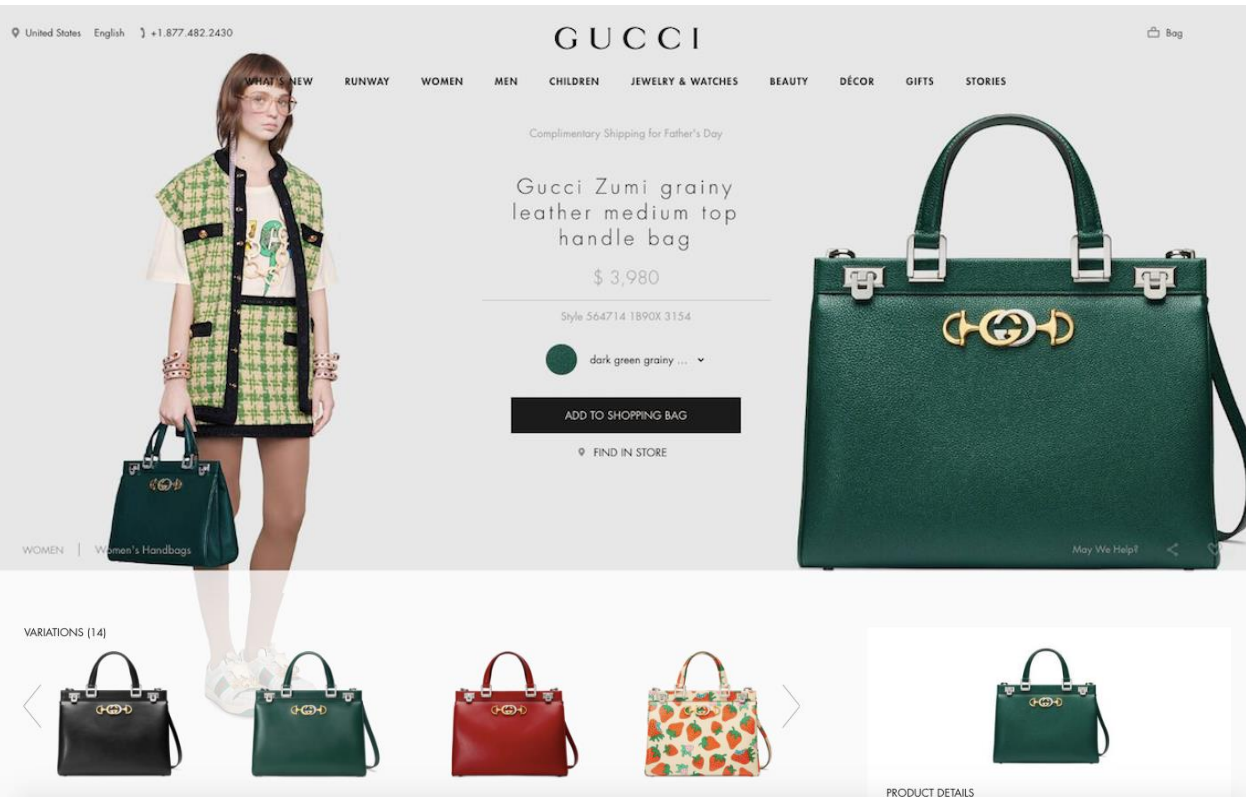 United States English +1.877.482.2430
GUCCI
Bag
WHAT'S NEW RUNWAY WOMEN MEN CHILDREN JEWELRY & WATCHES BEAUTY DÉCOR GIFTS STORIES
Complimentary Shipping for Father's Day
Gucci Zumi grainy
leather medium top
handle bag
$ 3,980
Style 564714 1B90X 3154
dark green grainy ...
ADD TO SHOPPING BAG
FIND IN STORE
WOMEN | Women's Handbags
May We Help?
VARIATIONS (14)
PRODUCT DETAILS